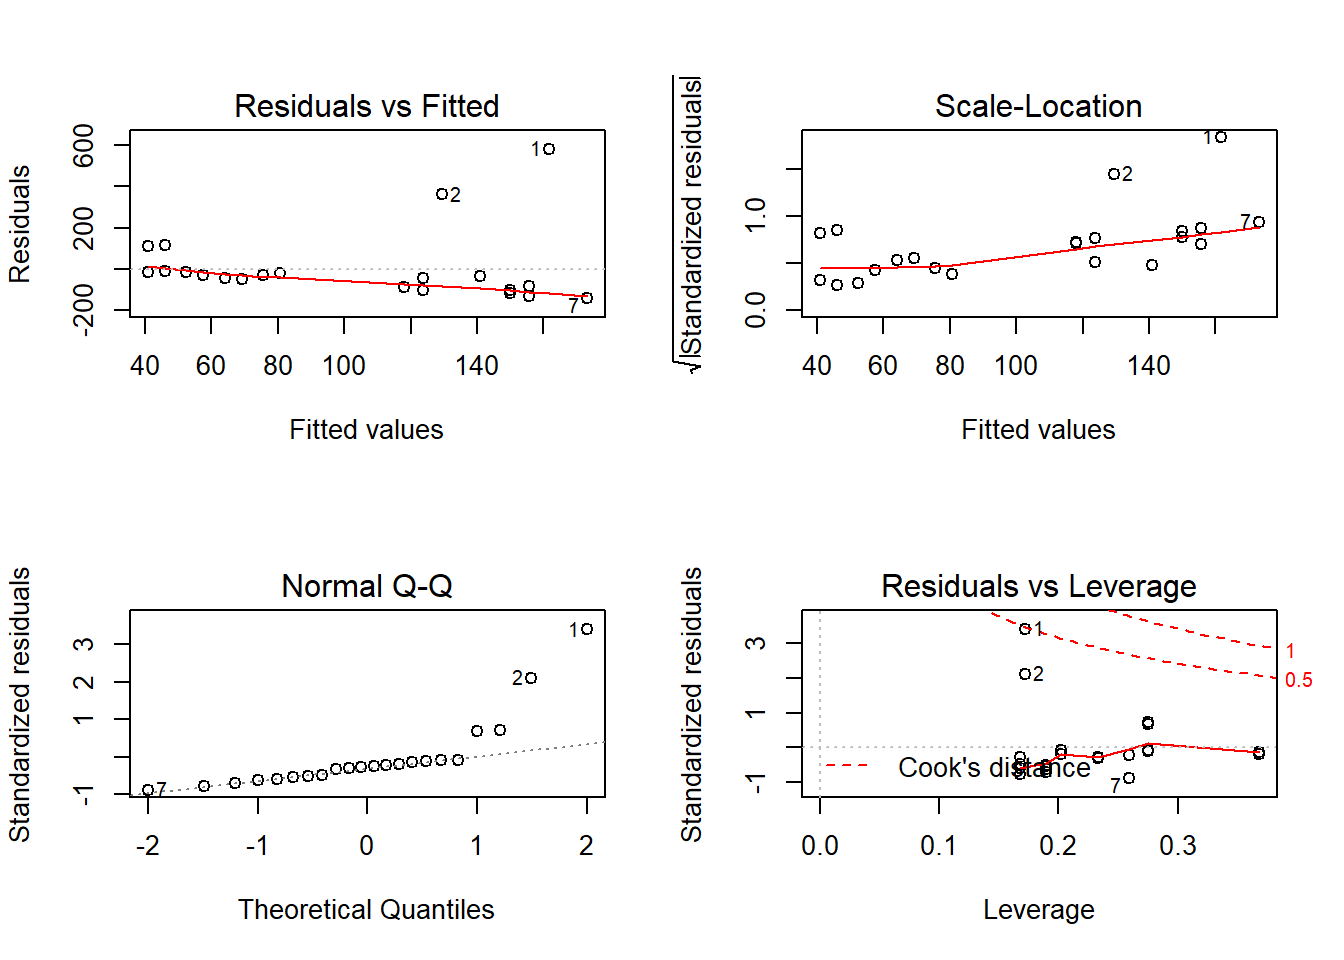 Residuals vs Fitted
Residuals
-200 200 600
1
2
7
40 60 80 100 140
Fitted values
Scale-Location
√|Standardized residuals|
0.0 1.0
1
2
7
40 60 80 100 140
Fitted values
Normal Q-Q
Standardized residuals
-1 1 2 3
1
2
7
-2 -1 0 1 2
Theoretical Quantiles
Residuals vs Leverage
Standardized residuals
-1 1 3
1
2
7
1
0.5
Cook's distance
0.0 0.1 0.2 0.3
Leverage